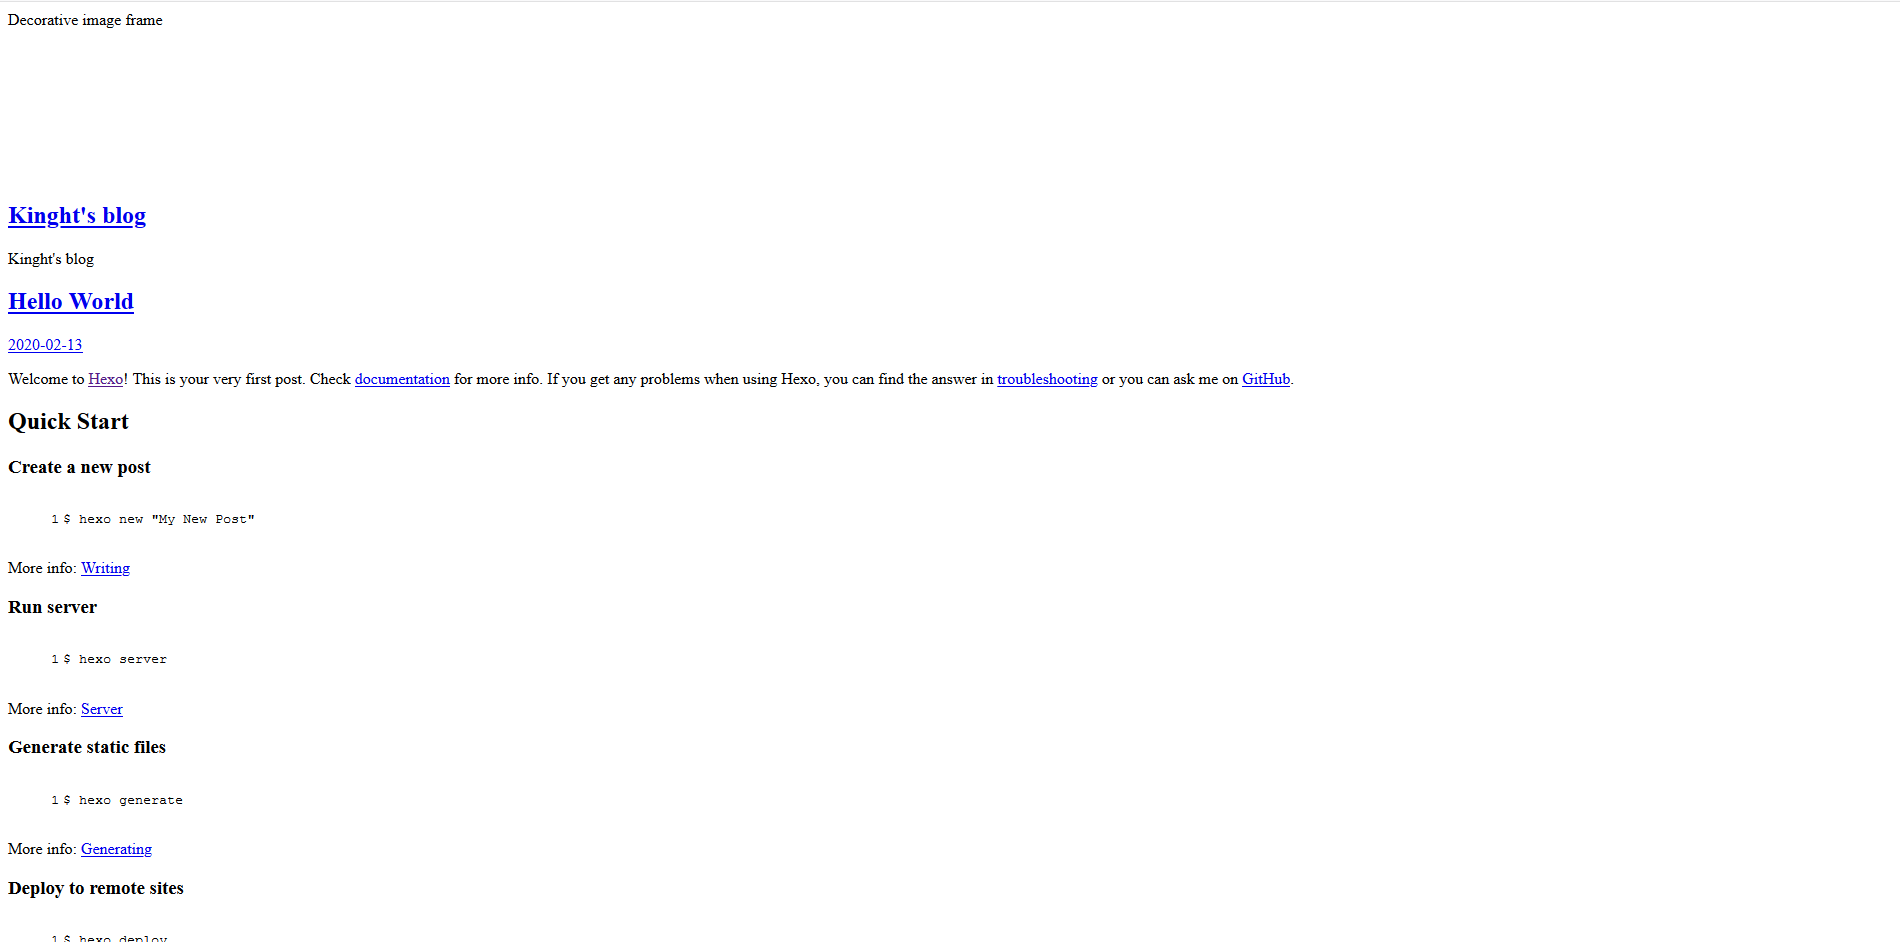 Decorative image frame
Kinght's blog
Kinght's blog
Hello World
2020-02-13
Welcome to Hexo! This is your very first post. Check documentation for more info. If you get any problems when using Hexo, you can find the answer in troubleshooting or you can ask me on GitHub.
Quick Start
Create a new post
1 $ hexo new "My New Post"
More info: Writing
Run server
1 $ hexo server
More info: Server
Generate static files
1 $ hexo generate
More info: Generating
Deploy to remote sites
1 $ hexo deploy